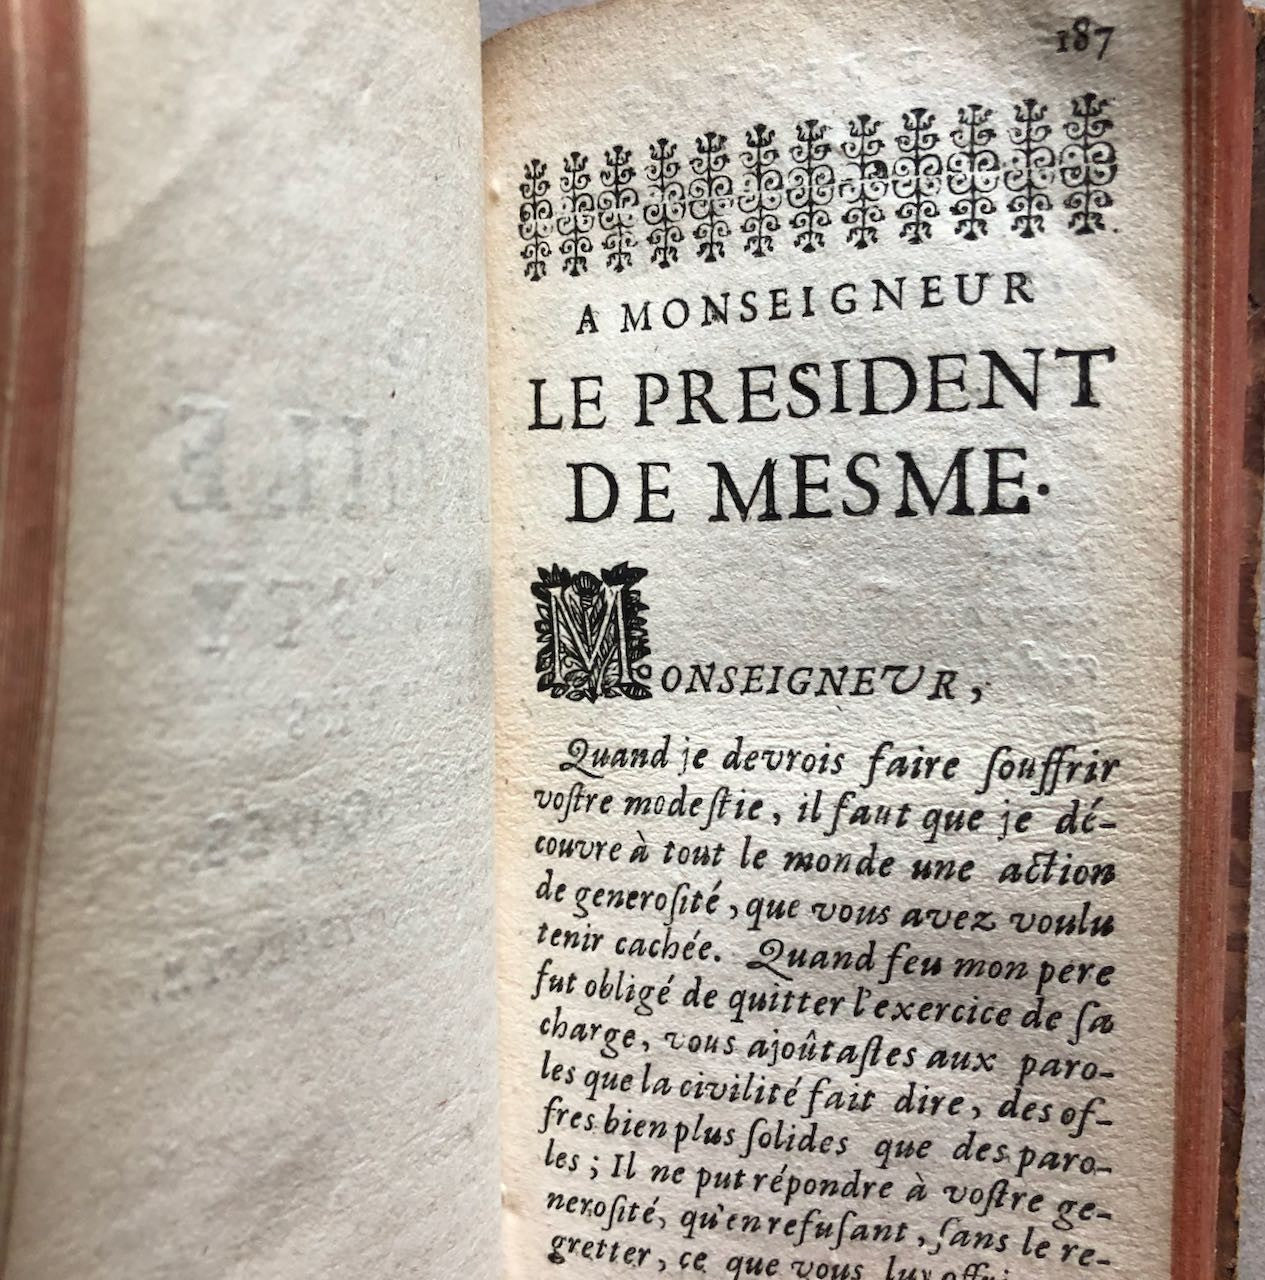 187
A MONSEIGNEUR
LE PRESIDENT
DE MESME.
MONSEIGNEUR,
Quand je devrois faire ſouffrir
voſtre modeſtie, il faut que je dé-
couvre à tout le monde une action
de generoſité, que vous avez voulu
tenir cachée. Quand feu mon pere
fut obligé de quitter l'exercice de ſa
charge, vous ajoûtaſtes aux paro-
les que la civilité fait dire, des of-
fres bien plus ſolides que des paro-
les ; Il ne put répondre à voſtre ge-
neroſité, qu'en refuſant, ſans le re-
gretter, ce que vous luy